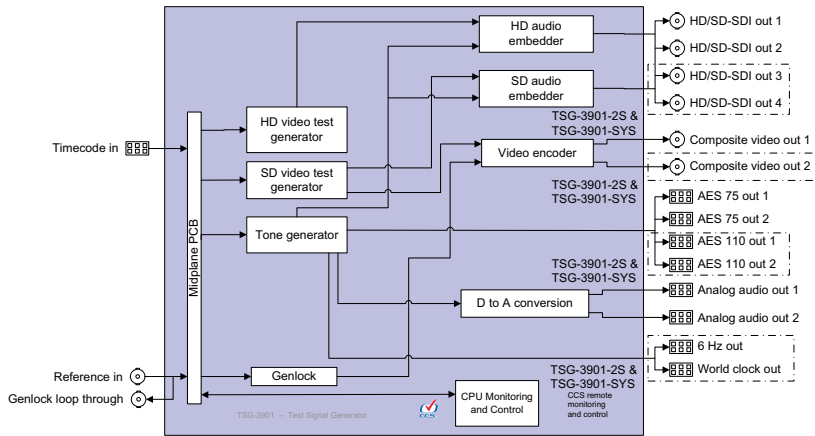 HD audio
embedder
HD/SD-SDI out 1
HD/SD-SDI out 2
SD audio
embedder
HD/SD-SDI out 3
HD/SD-SDI out 4
TSG-3901-2S &
TSG-3901-SYS
HD video test
generator
Timecode in
Video encoder
Composite video out 1
Composite video out 2
SD video test
generator
TSG-3901-2S &
TSG-3901-SYS
AES 75 out 1
AES 75 out 2
Midplane PCB
Tone generator
AES 110 out 1
AES 110 out 2
TSG-3901-2S &
TSG-3901-SYS
D to A conversion
Analog audio out 1
Analog audio out 2
6 Hz out
World clock out
Reference in
Genlock
TSG-3901-2S &
TSG-3901-SYS
Genlock loop through
CPU Monitoring
and Control
CCS remote
monitoring
and control
CCS
TSG-3901 – Test Signal Generator